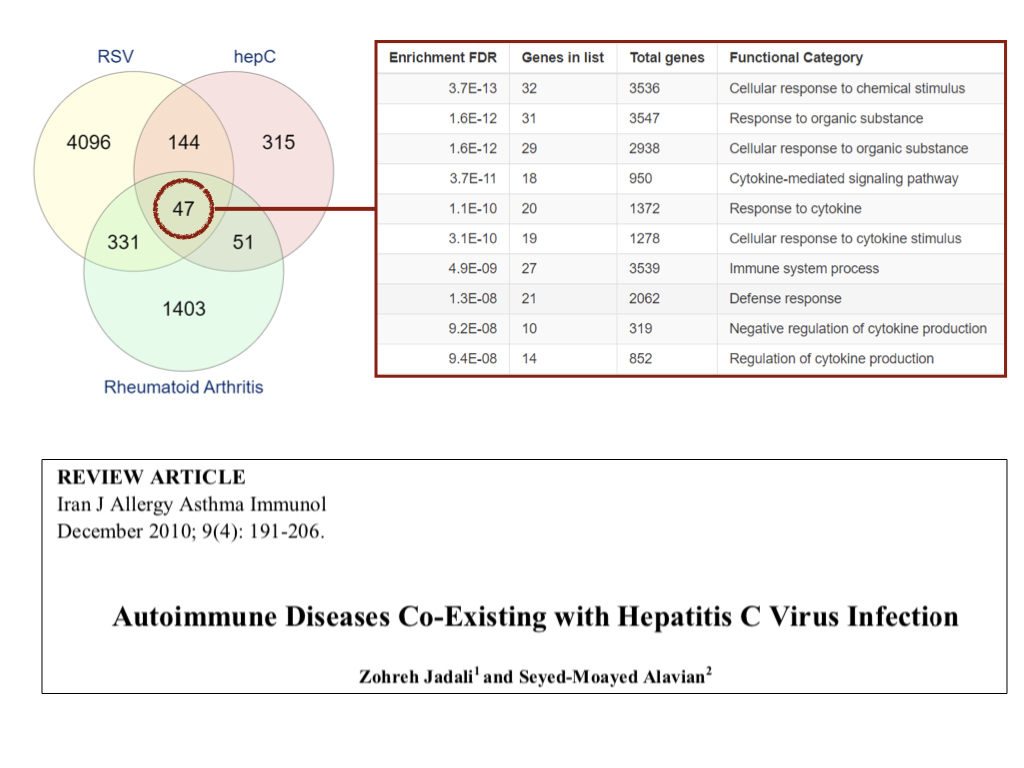 RSV
hepC
4096
144
315
47
331
51
1403
Rheumatoid Arthritis
Enrichment FDR Genes in list Total genes Functional Category
3.7E-13 32 3536 Cellular response to chemical stimulus
1.6E-12 31 3547 Response to organic substance
1.6E-12 29 2938 Cellular response to organic substance
3.7E-11 18 950 Cytokine-mediated signaling pathway
1.1E-10 20 1372 Response to cytokine
3.1E-10 19 1278 Cellular response to cytokine stimulus
4.9E-09 27 3539 Immune system process
1.3E-08 21 2062 Defense response
9.2E-08 10 319 Negative regulation of cytokine production
9.4E-08 14 852 Regulation of cytokine production
REVIEW ARTICLE
Iran J Allergy Asthma Immunol
December 2010; 9(4): 191-206.
Autoimmune Diseases Co-Existing with Hepatitis C Virus Infection
Zohreh Jadali¹ and Seyed-Moayed Alavian²